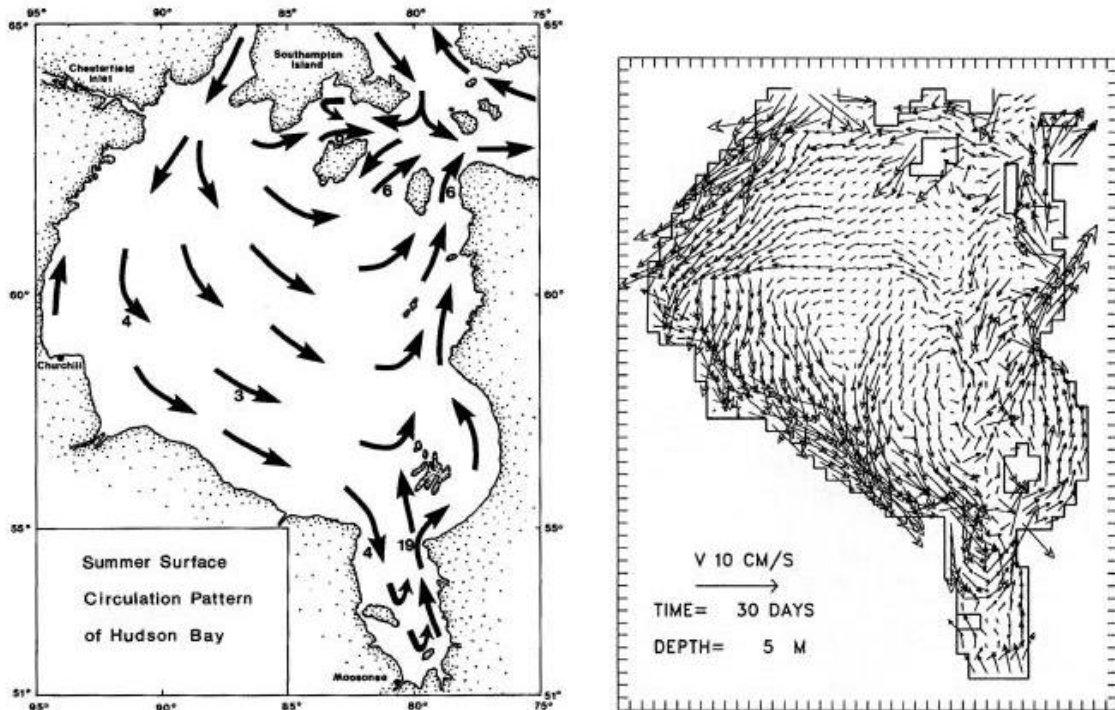 95°
90°
85°
80°
75°
65°
65°
Chesterfield
Inlet
Southampton
Island
6
6
60°
60°
4
Churchill
3
55°
55°
4
19
Summer Surface
Circulation Pattern
of Hudson Bay
Moosonee
51°
51°
95°
90°
85°
80°
75°
V 10 CM/S
TIME= 30 DAYS
DEPTH= 5 M